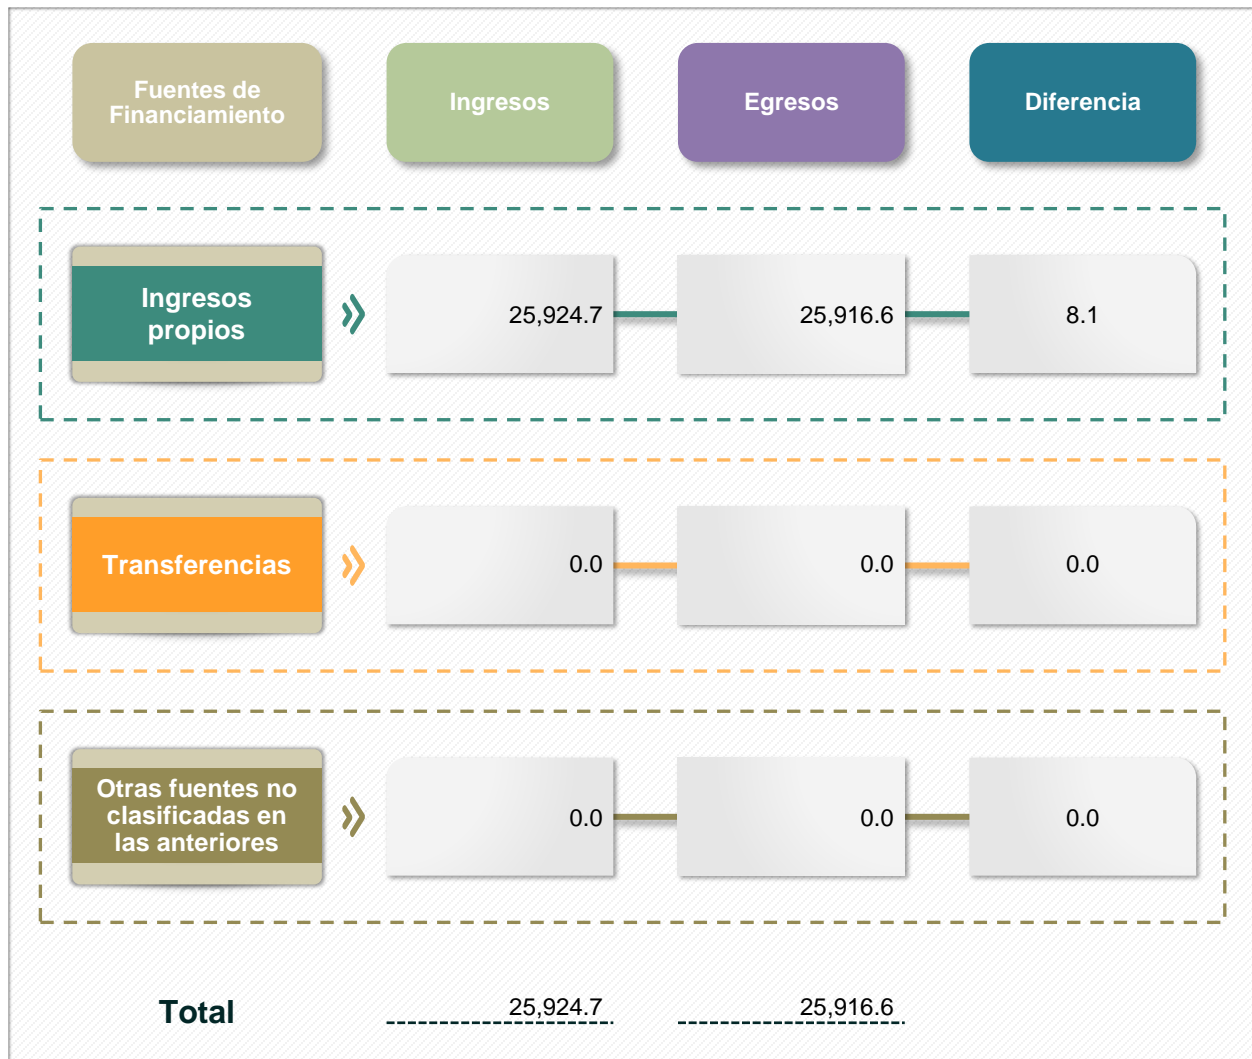 Fuentes de
Financiamiento
Ingresos
Egresos
Diferencia
Ingresos
propios
25,924.7
25,916.6
8.1
Transferencias
0.0
0.0
0.0
Otras fuentes no
clasificadas en
las anteriores
0.0
0.0
0.0
Total
25,924.7
25,916.6